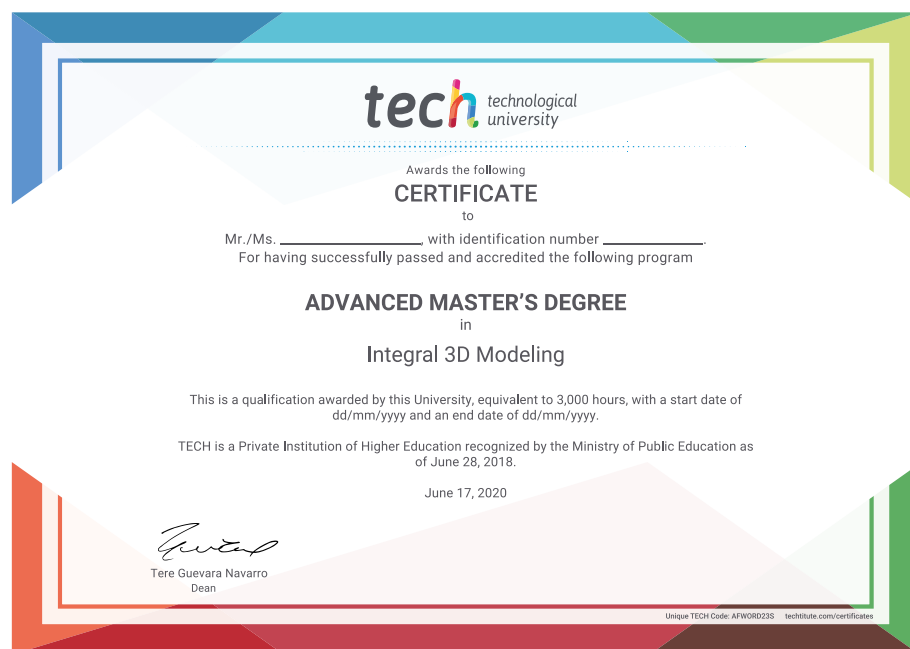 tech technological
university
Awards the following
CERTIFICATE
to
Mr./Ms. ____________________, with identification number ______________.
For having successfully passed and accredited the following program
ADVANCED MASTER'S DEGREE
in
Integral 3D Modeling
This is a qualification awarded by this University, equivalent to 3,000 hours, with a start date of
dd/mm/yyyy and an end date of dd/mm/yyyy.
TECH is a Private Institution of Higher Education recognized by the Ministry of Public Education as
of June 28, 2018.
June 17, 2020
Tere Guevara Navarro
Dean
Unique TECH Code: AFWORD23S techtitute.com/certificates